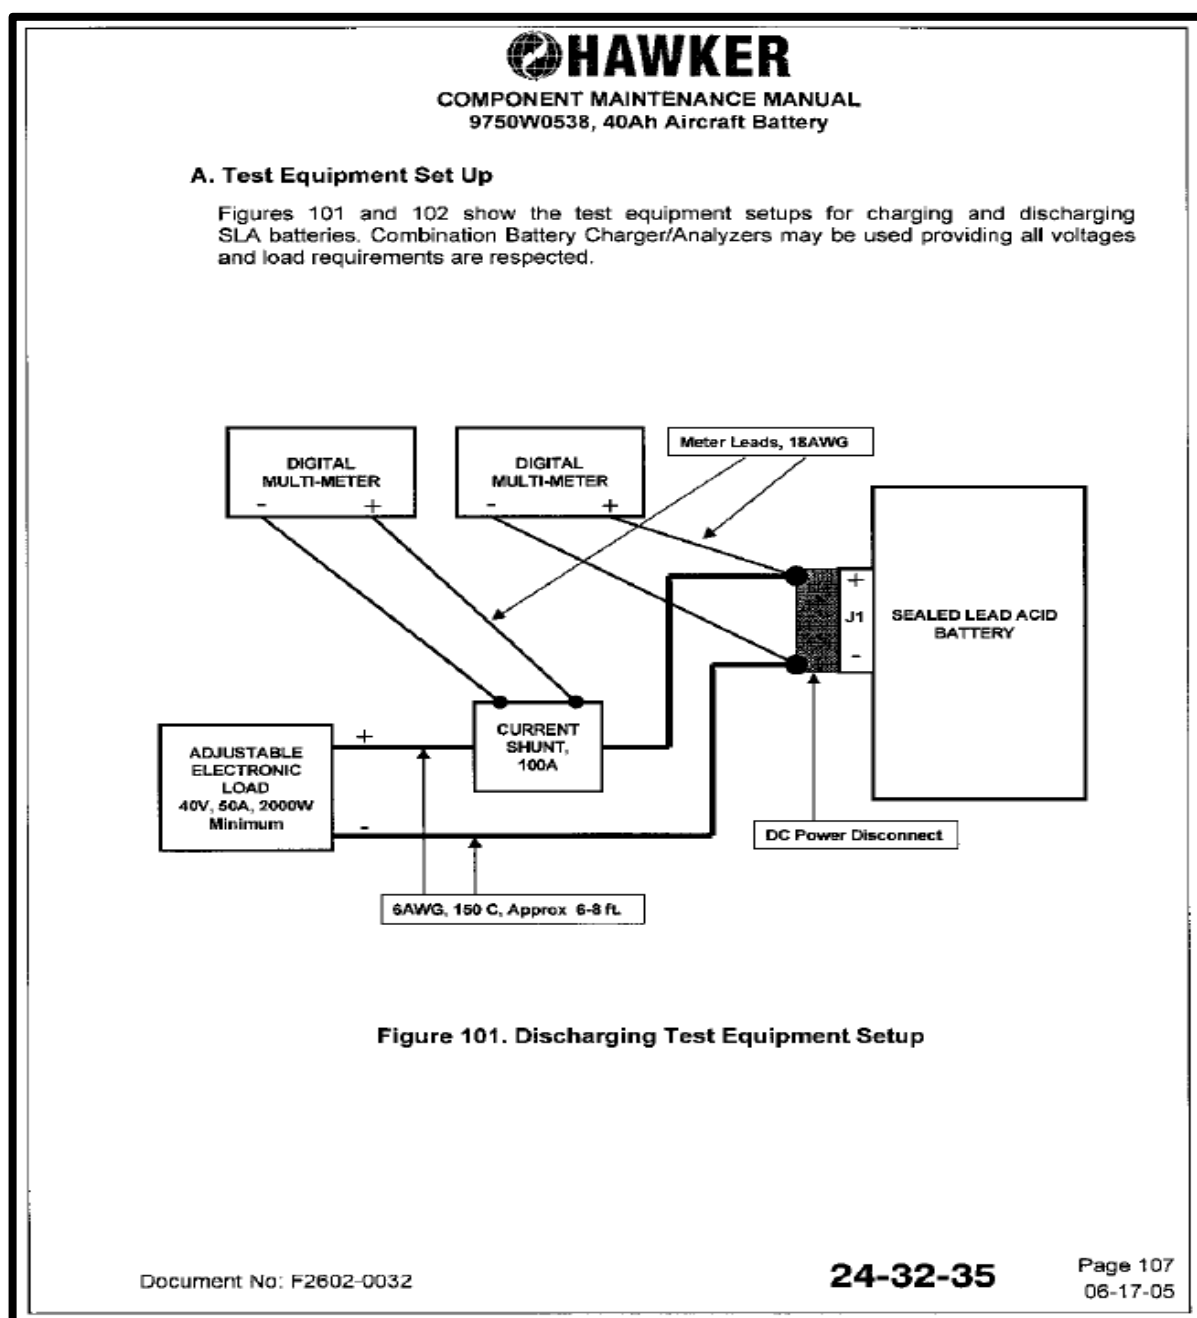 HAWKER
COMPONENT MAINTENANCE MANUAL
9750W0538, 40Ah Aircraft Battery
A. Test Equipment Set Up
Figures 101 and 102 show the test equipment setups for charging and discharging
SLA batteries. Combination Battery Charger/Analyzers may be used providing all voltages
and load requirements are respected.
DIGITAL
MULTI-METER
- +
DIGITAL
MULTI-METER
- +
Meter Leads, 18AWG
+
J1
-
SEALED LEAD ACID
BATTERY
CURRENT
SHUNT,
100A
ADJUSTABLE
ELECTRONIC
LOAD
40V, 50A, 2000W
Minimum
+
-
DC Power Disconnect
6AWG, 150 C, Approx 6-8 ft.
Figure 101. Discharging Test Equipment Setup
Document No: F2602-0032
24-32-35
Page 107
06-17-05